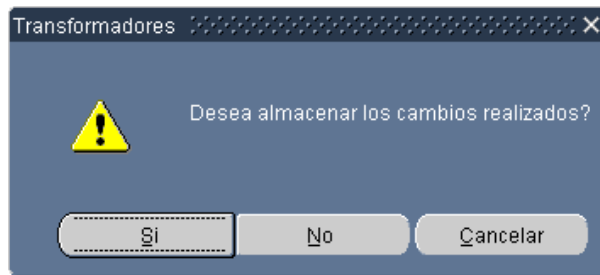 Transformadores
Desea almacenar los cambios realizados?
Si
No
Cancelar